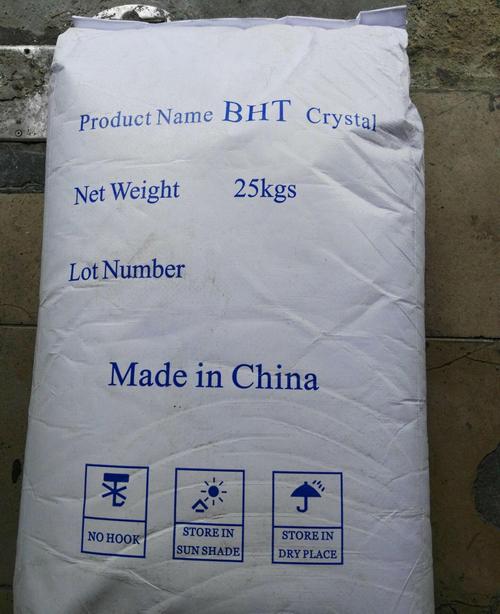 Product Name BHT Crystal
Net Weight 25kgs
Lot Number
Made in China
NO HOOK
STORE IN
SUN SHADE
STORE IN
DRY PLACE